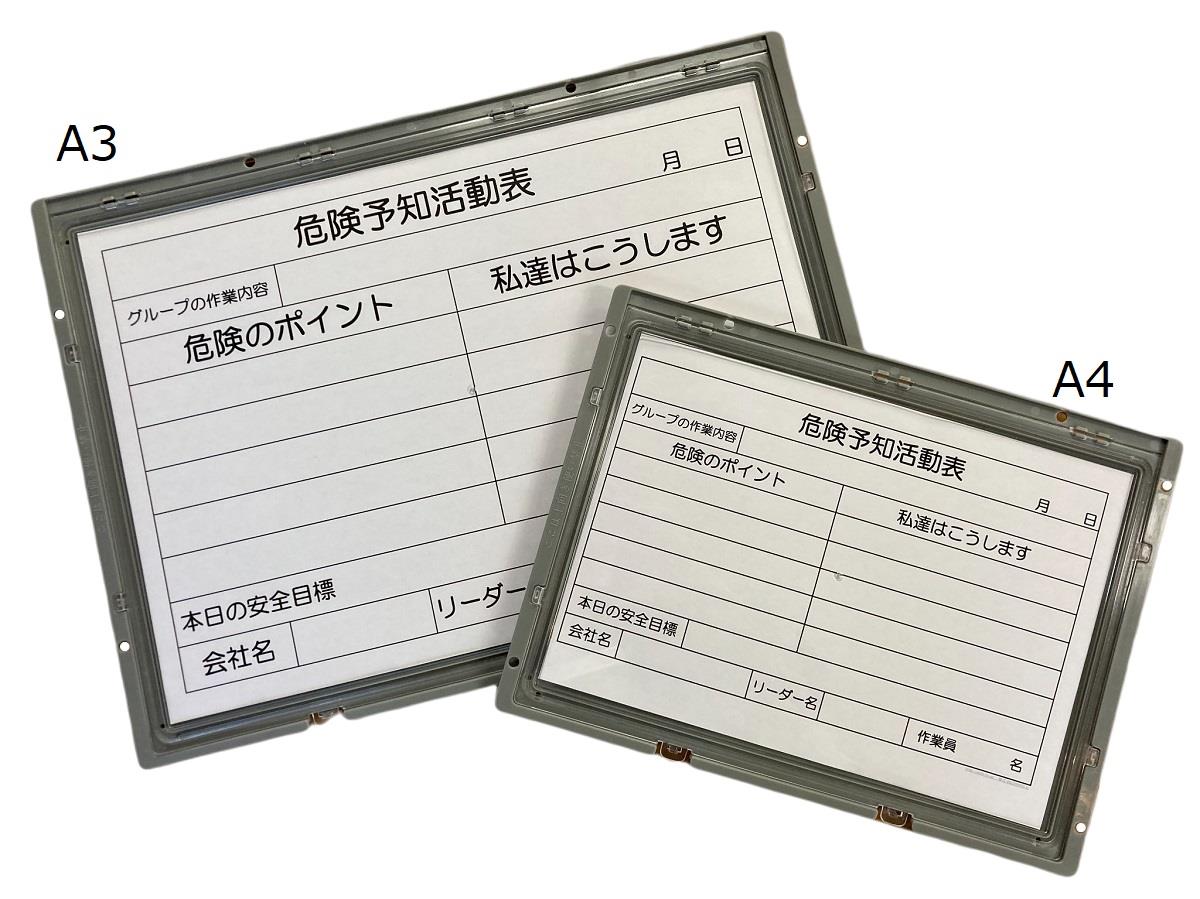 A3
危険予知活動表
月 日
グループの作業内容
危険のポイント
私達はこうします
本日の安全目標
会社名
リーダー
A4
危険予知活動表
月 日
グループの作業内容
危険のポイント
私達はこうします
本日の安全目標
会社名
リーダー名
作業員
名